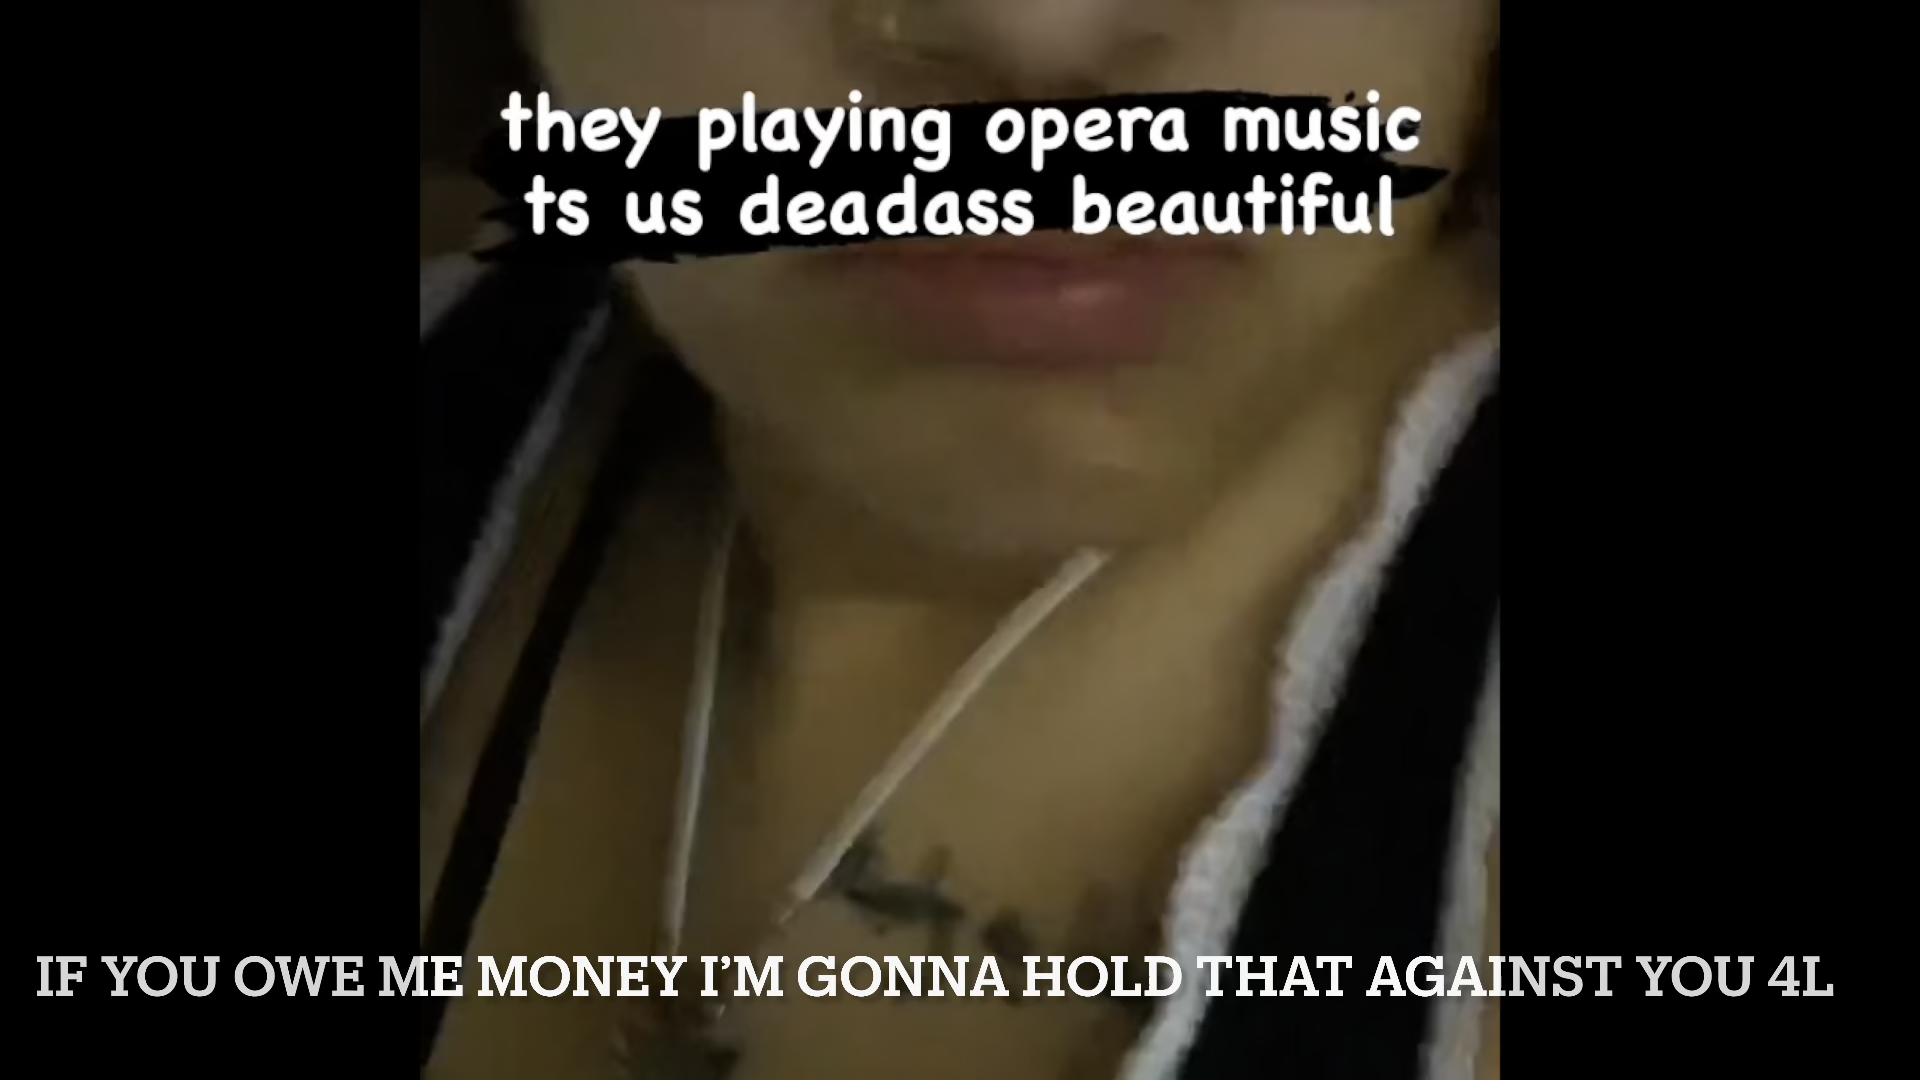 they playing opera music
ts us deadass beautiful
IF YOU OWE ME MONEY I'M GONNA HOLD THAT AGAINST YOU 4L